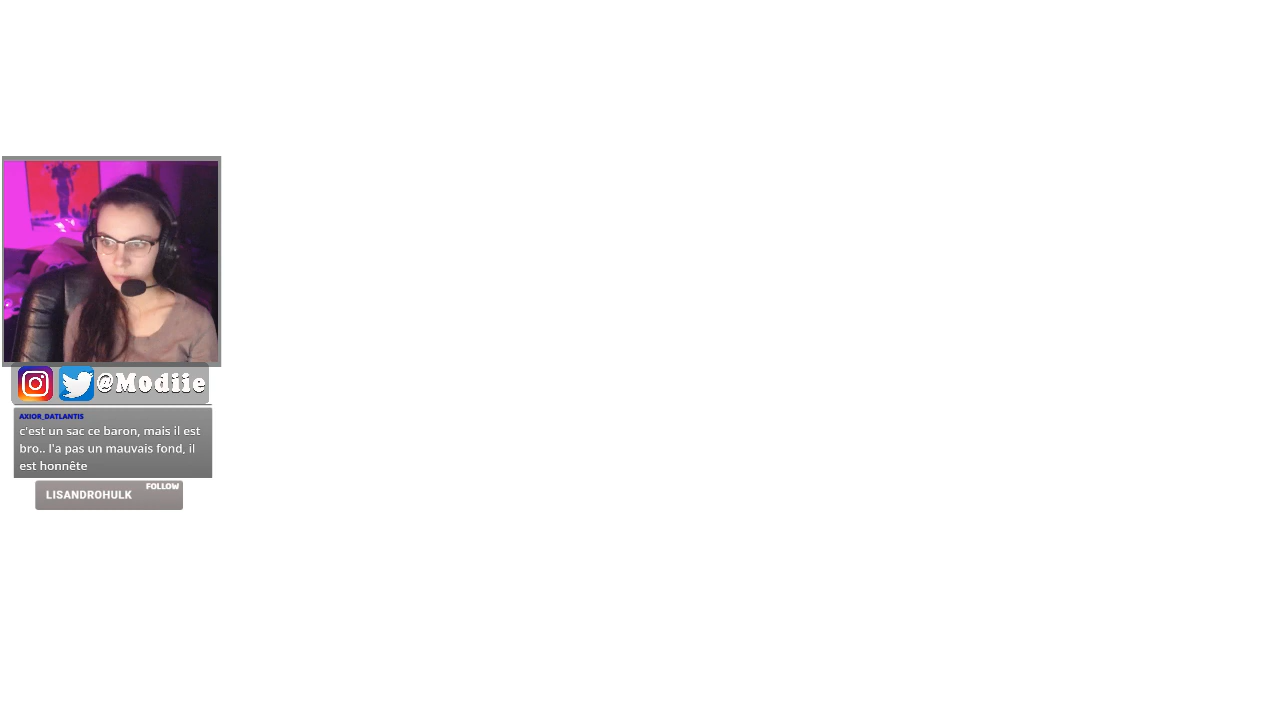 @Modiie
AXIOR_DATLANTIS
c'est un sac ce baron, mais il est
bro.. l'a pas un mauvais fond, il
est honnête
FOLLOW
LISANDROHULK